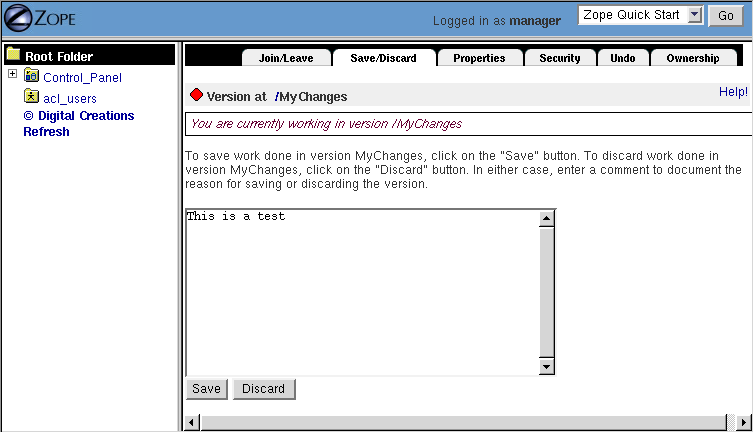 ZOPE
Logged in as manager
Zope Quick Start
Go
Root Folder
Control_Panel
acl_users
© Digital Creations
Refresh
Join/Leave
Save/Discard
Properties
Security
Undo
Ownership
Version at /MyChanges
Help!
You are currently working in version /MyChanges
To save work done in version MyChanges, click on the "Save" button. To discard work done in
version MyChanges, click on the "Discard" button. In either case, enter a comment to document the
reason for saving or discarding the version.
This is a test
Save
Discard